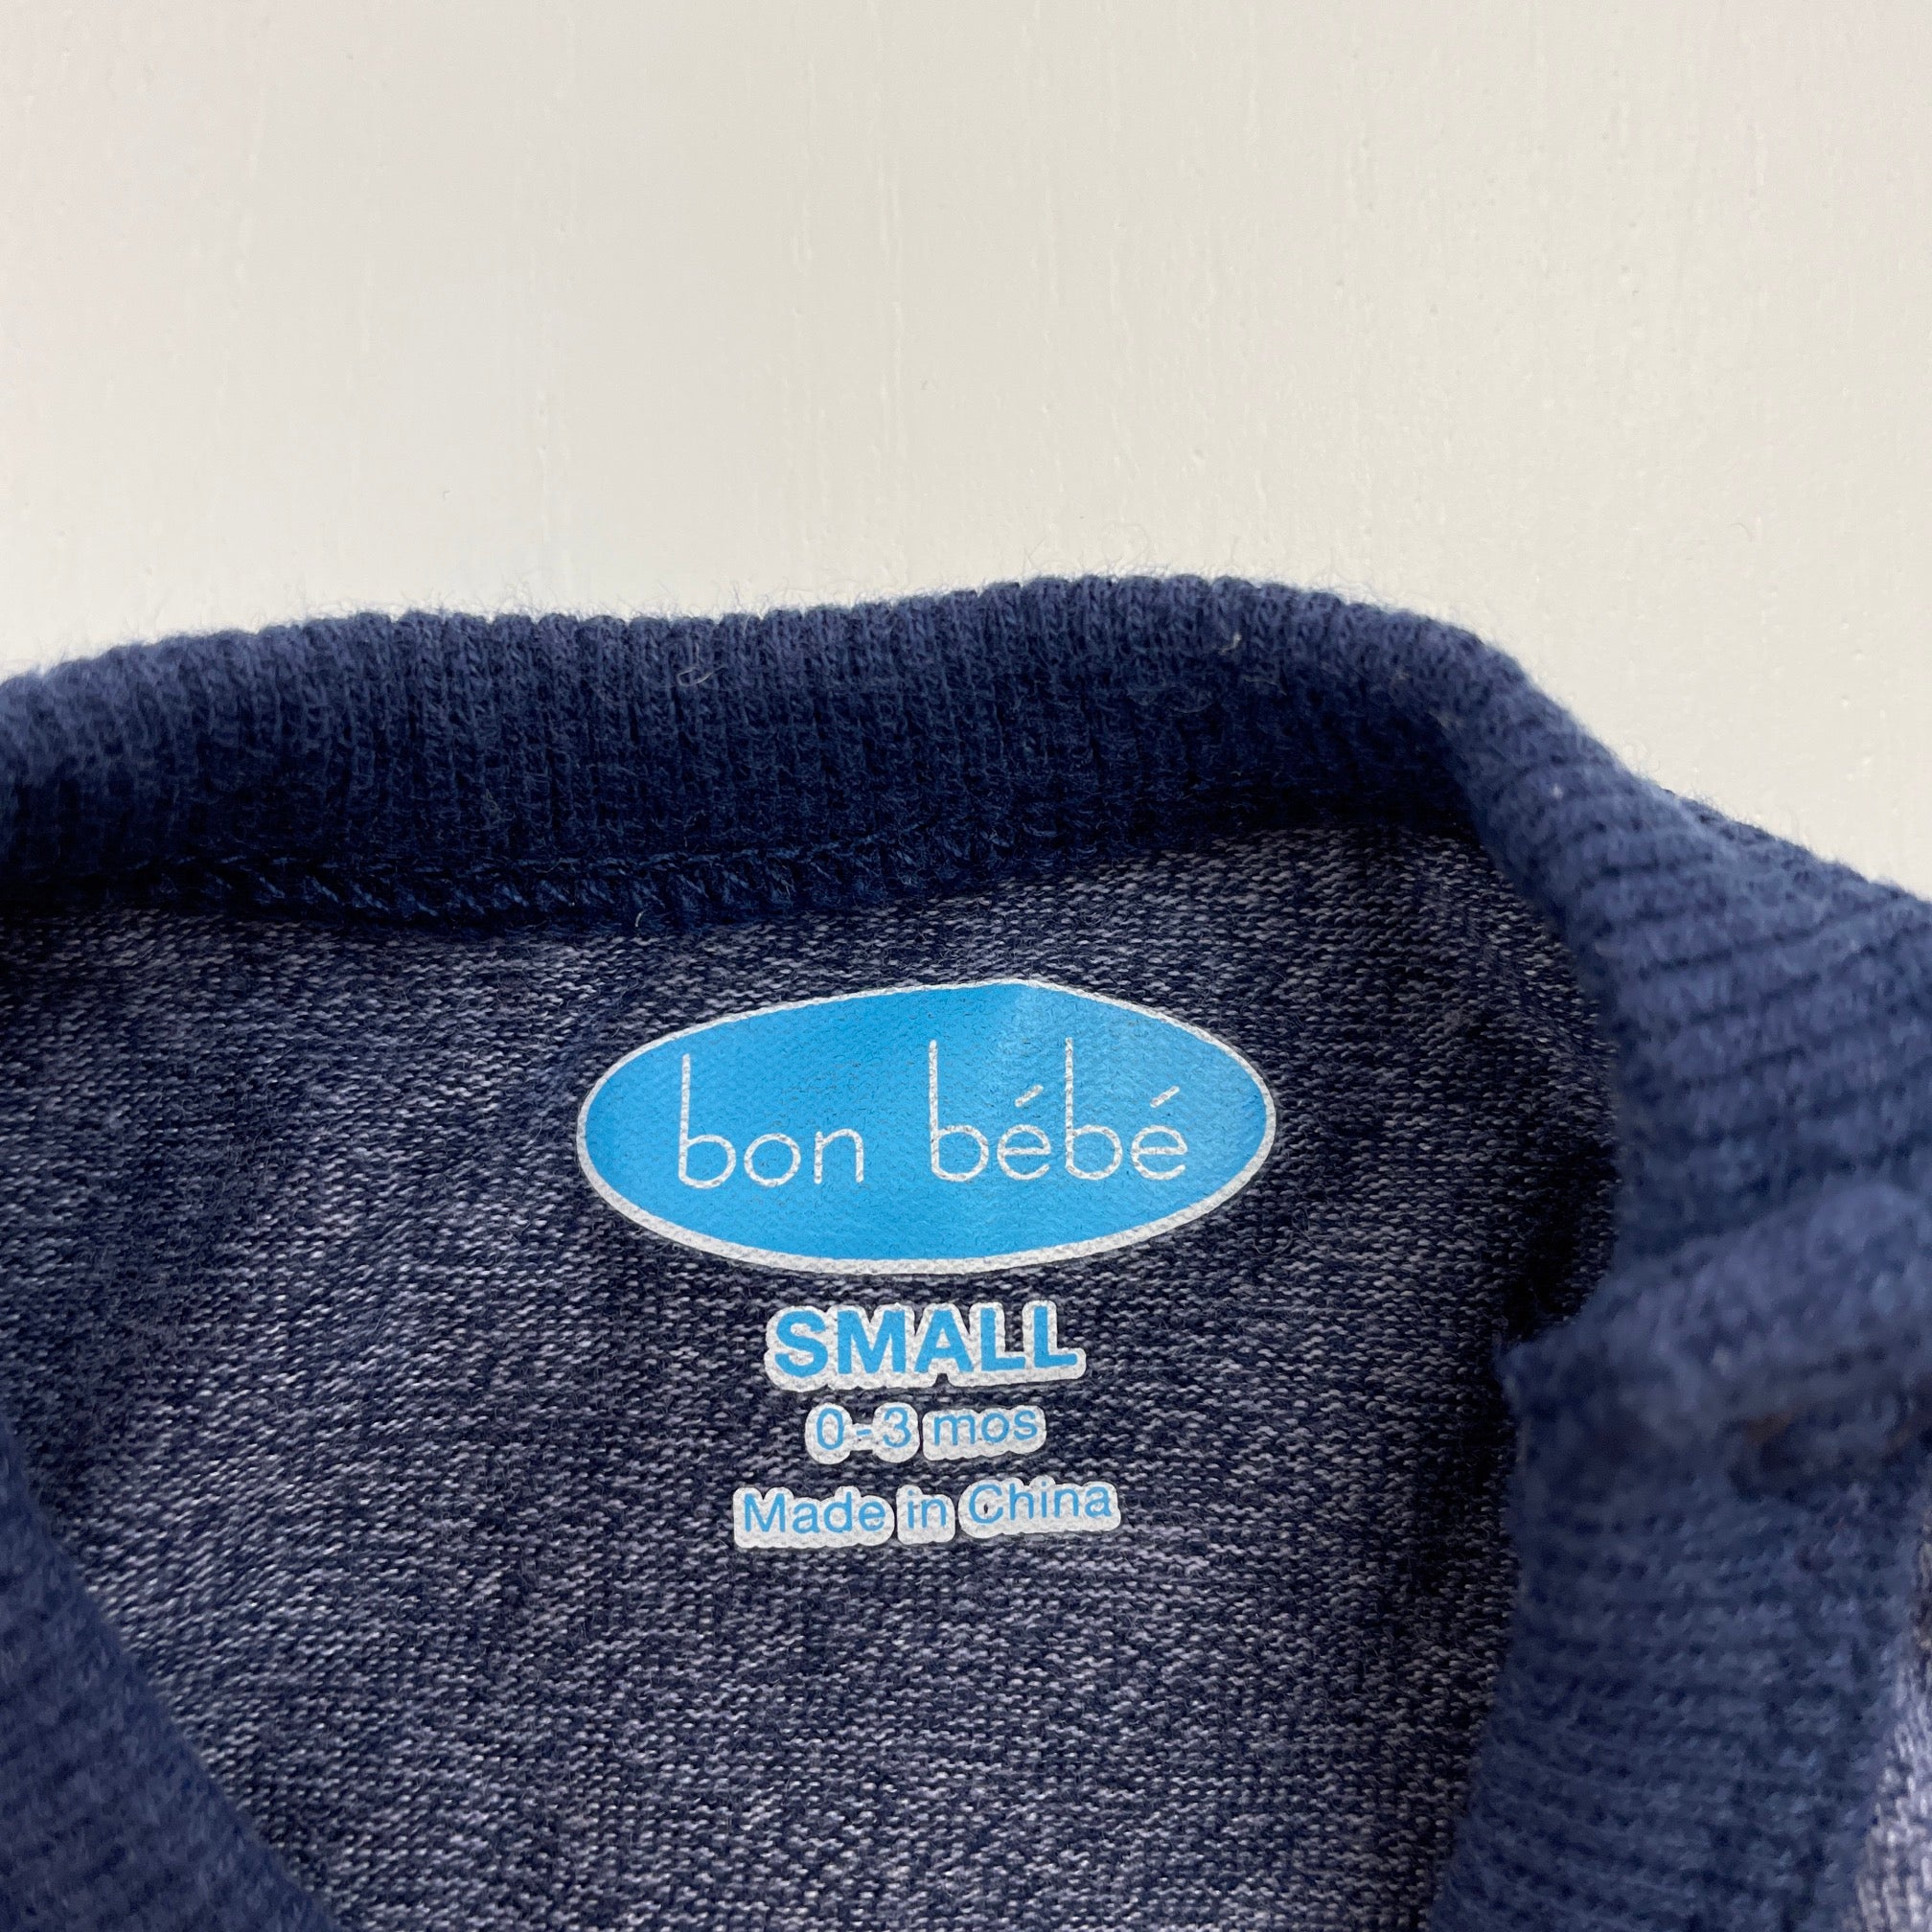 bon bébé
SMALL
0-3 mos
Made in China